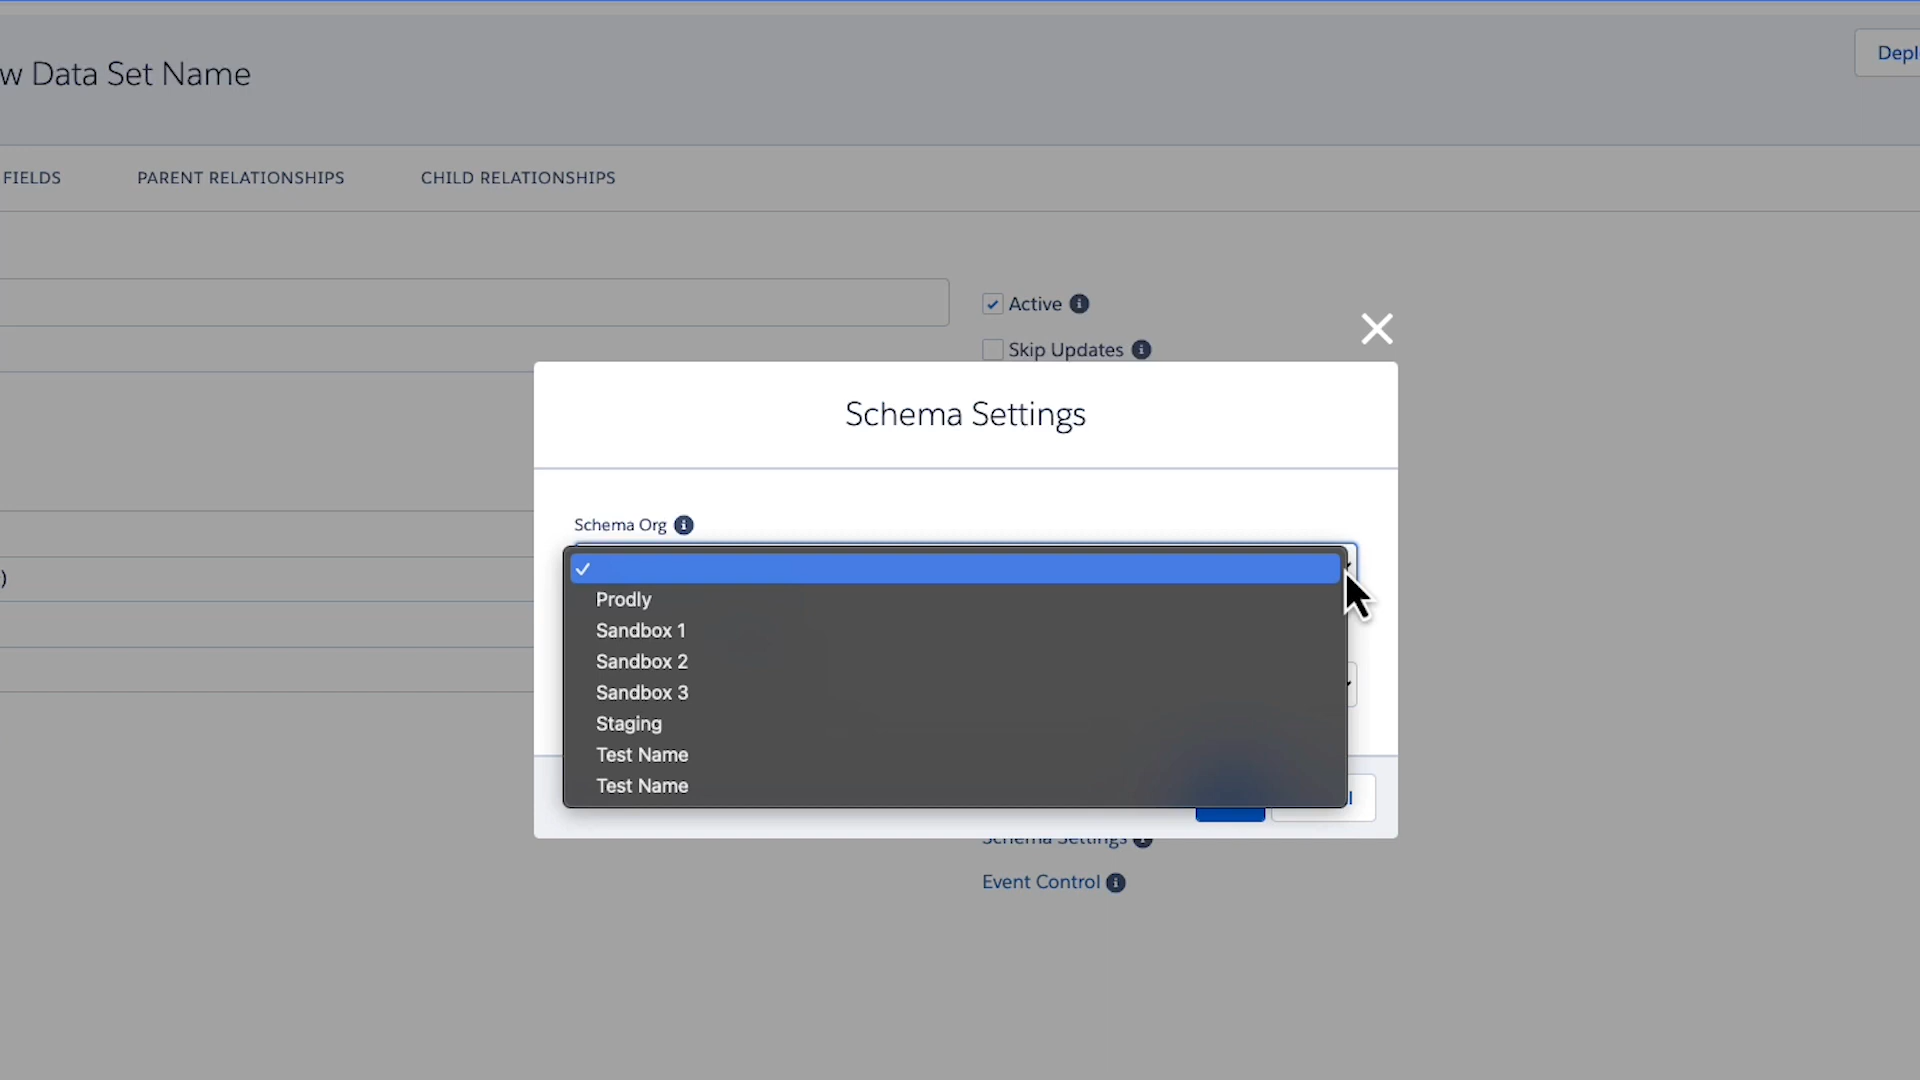 w Data Set Name
Depl
FIELDS
PARENT RELATIONSHIPS
CHILD RELATIONSHIPS
Active
Skip Updates
Schema Settings
Schema Org
Prodly
Sandbox 1
Sandbox 2
Sandbox 3
Staging
Test Name
Test Name
)
l
Schema Settings
Event Control